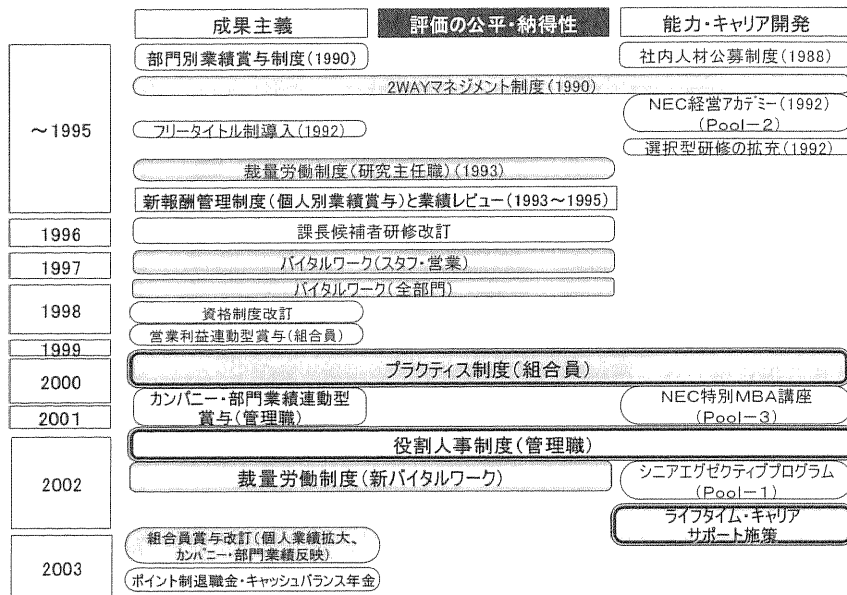 成果主義
評価の公平・納得性
能力・キャリア開発
～1995
部門別業績賞与制度(1990)
社内人材公募制度(1988)
2WAYマネジメント制度(1990)
NEC経営アカデミー(1992)
(Pool－2)
フリータイトル制導入(1992)
選択型研修の拡充(1992)
裁量労働制度(研究主任職)(1993)
新報酬管理制度(個人別業績賞与)と業績レビュー(1993～1995)
1996
課長候補者研修改訂
1997
バイタルワーク(スタフ・営業)
1998
バイタルワーク(全部門)
資格制度改訂
営業利益連動型賞与(組合員)
1999
2000
プラクティス制度(組合員)
2001
カンパニー・部門業績連動型
賞与(管理職)
NEC特別MBA講座
(Pool－3)
2002
役割人事制度(管理職)
裁量労働制度(新バイタルワーク)
シニアエグゼクティブプログラム
(Pool－1)
ライフタイム・キャリア
サポート施策
2003
組合員賞与改訂(個人業績拡大、
カンパニー・部門業績反映)
ポイント制退職金・キャッシュバランス年金